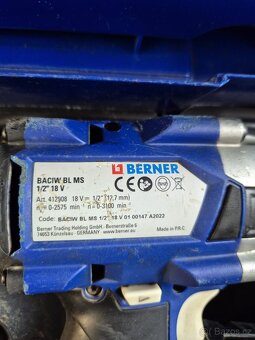 BERNER
BACIW BL MS
1/2" 18 V
CE
Art. 412908 18 V ⎓ 1/2" (12,7 mm)
n = 0-2575 min⁻¹ n = 0-3100 min⁻¹
Code: BACIW BL MS 1/2" 18 V 01 00147 A2022
Berner Trading Holding GmbH · Bernerstraße 6
74653 Künzelsau · GERMANY · www.berner.eu
Made in P.R.C.